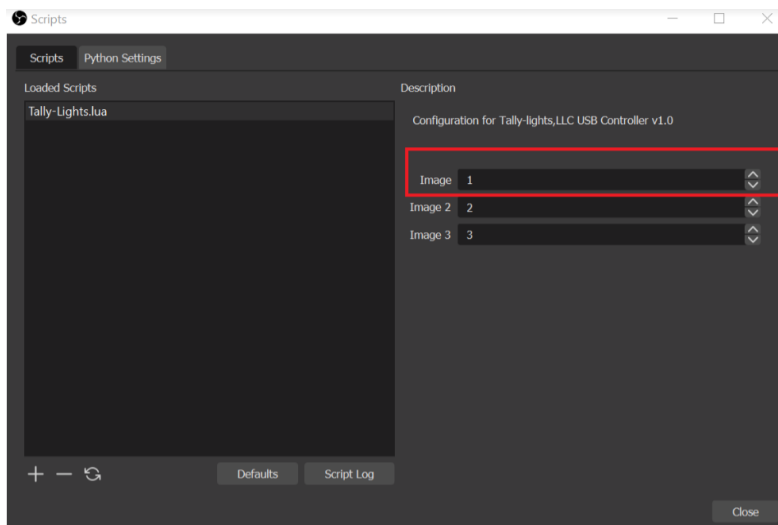 Scripts
Scripts Python Settings
Loaded Scripts
Tally-Lights.lua
Description
Configuration for Tally-lights,LLC USB Controller v1.0
Image 1
Image 2 2
Image 3 3
Defaults Script Log
Close